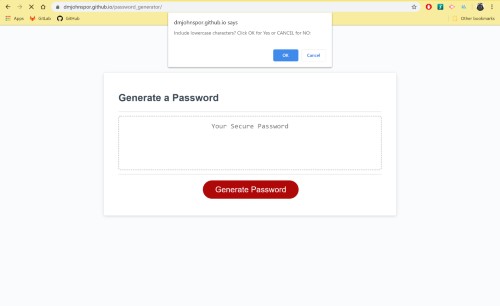 dmjohnspor.github.io/password_generator/
Apps GitLab GitHub Other bookmarks
dmjohnspor.github.io says
Include lowercase characters? Click OK for Yes or CANCEL for NO.
OK Cancel
Generate a Password
Your Secure Password
Generate Password